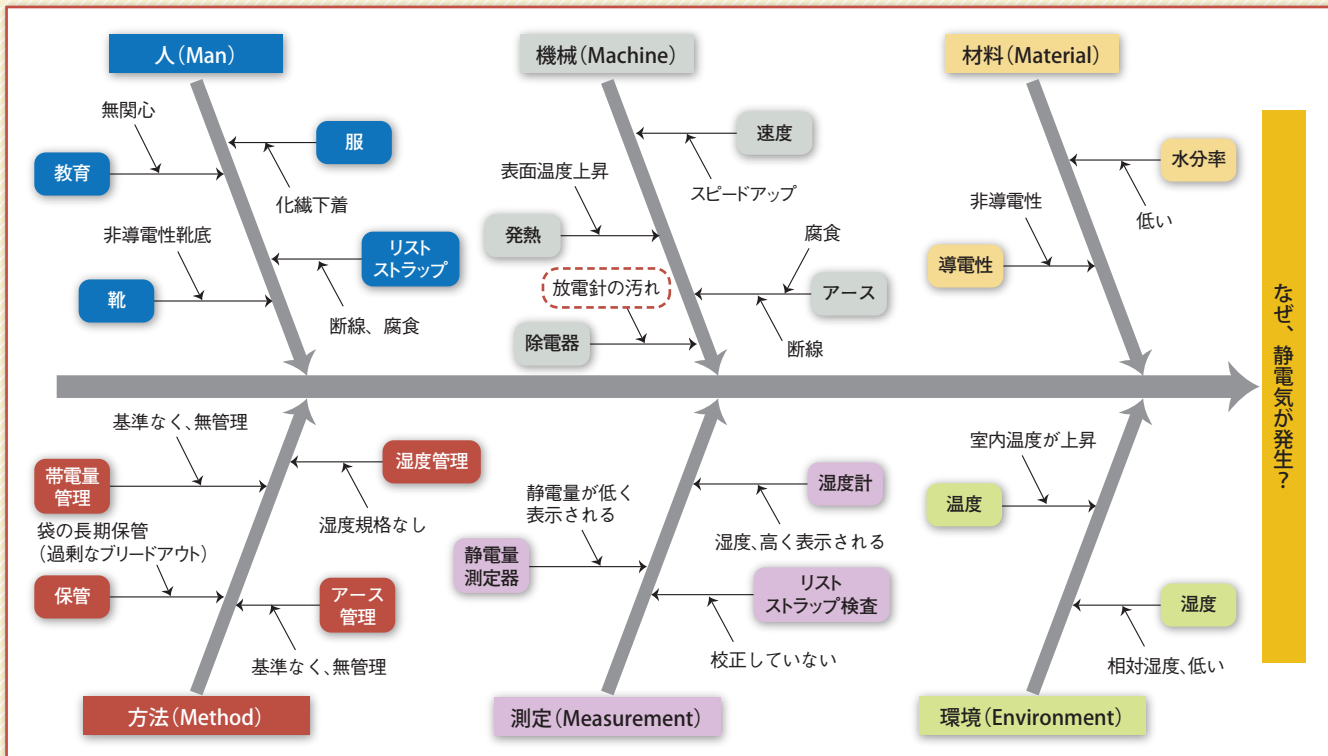 人（Man）
無関心
教育
服
化繊下着
非導電性靴底
靴
リスト
ストラップ
断線、腐食
機械（Machine）
速度
スピードアップ
表面温度上昇
発熱
放電針の汚れ
除電器
腐食
アース
断線
材料（Material）
水分率
低い
非導電性
導電性
なぜ、静電気が発生？
基準なく、無管理
帯電量
管理
湿度管理
湿度規格なし
袋の長期保管
（過剰なブリードアウト）
保管
アース
管理
基準なく、無管理
方法（Method）
静電量が低く
表示される
静電量
測定器
湿度計
湿度、高く表示される
リスト
ストラップ検査
校正していない
測定（Measurement）
室内温度が上昇
温度
湿度
相対湿度、低い
環境（Environment）